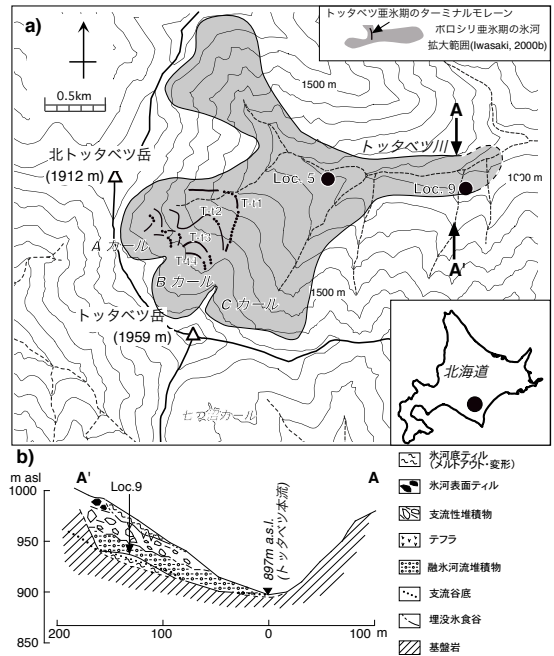 a)
トッタベツ亜氷期のターミナルモレーン
ポロシリ亜氷期の氷河
拡大範囲(Iwasaki, 2000b)
1500 m
0.5km
A
トッタベツ川
北トッタベツ岳
(1912 m)
Loc. 5
Loc. 9
1000 m
T-t1
T-t2
T-t3
T-t4
A カール
A'
B カール
C カール
1500 m
トッタベツ岳
(1959 m)
北海道
七ツ沼カール
b)
m asl
A'
Loc.9
A
1000
950
900
850
897m a.s.l.
(トッタベツ本流)
200
100
0
100 m
氷河底ティル
(メルトアウト・変形)
氷河表面ティル
支流性堆積物
テフラ
融氷河流堆積物
支流谷底
埋没氷食谷
基盤岩